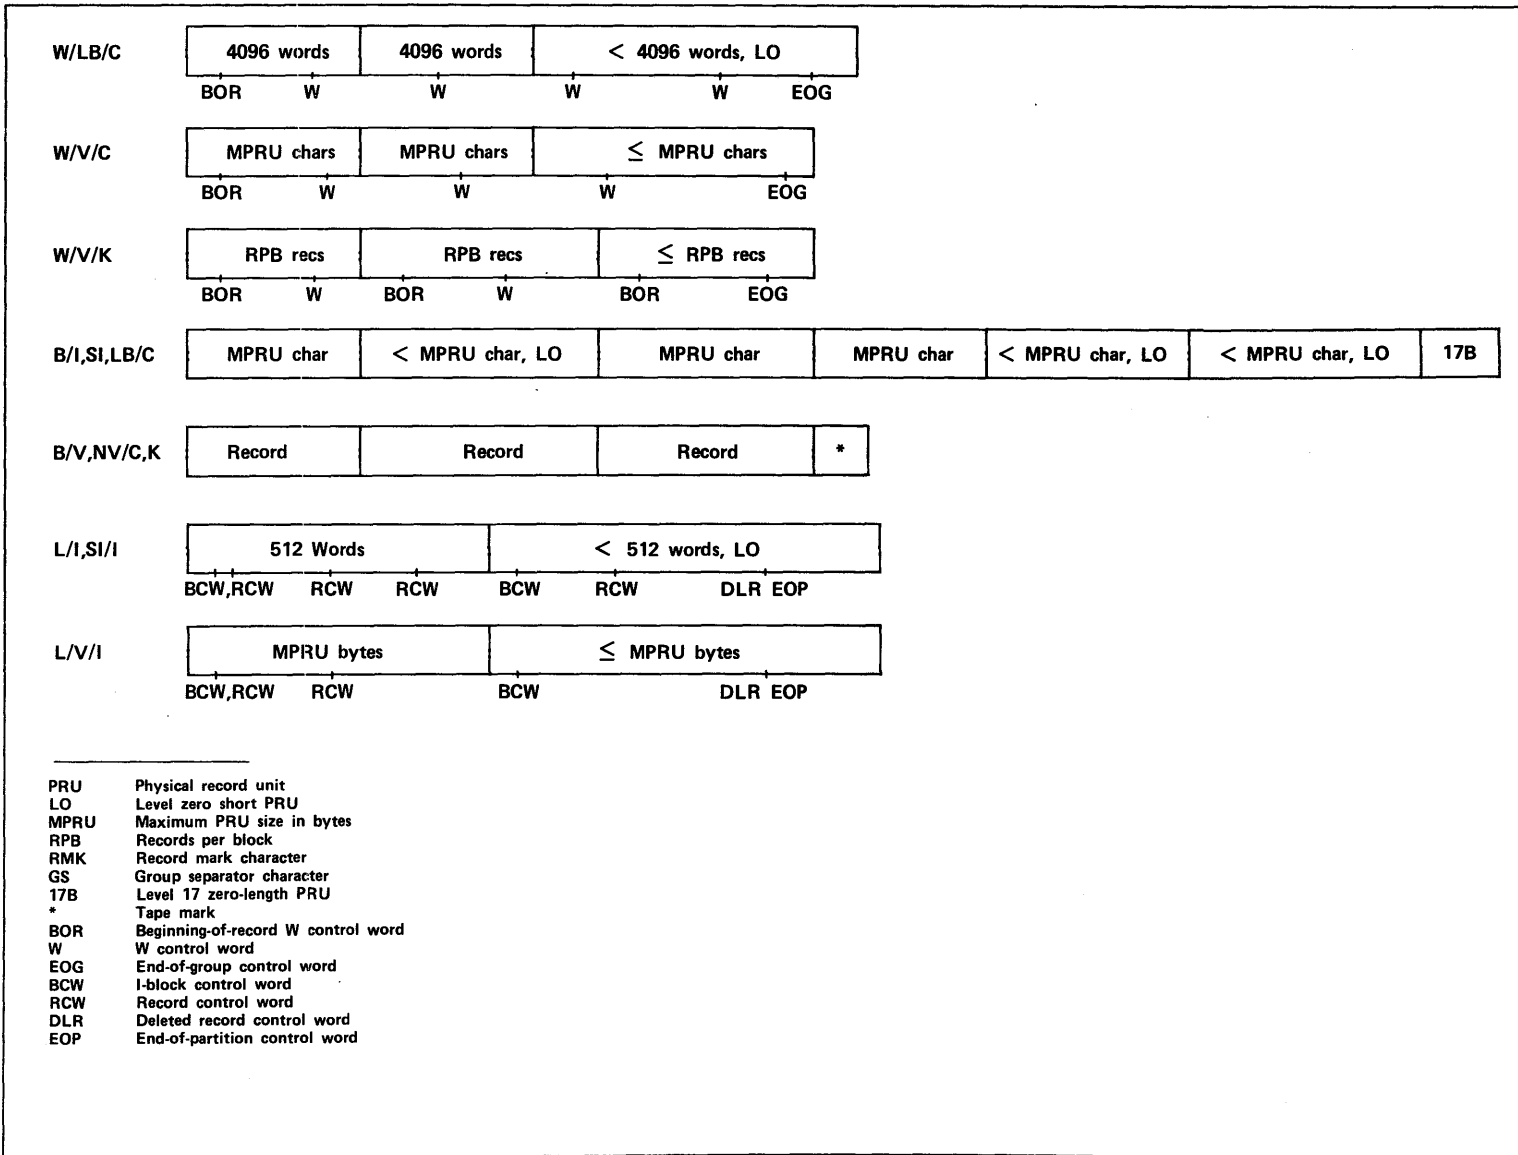 W/LB/C 4096 words 4096 words < 4096 words, LO
BOR W W W W EOG
W/V/C MPRU chars MPRU chars ≤ MPRU chars
BOR W W W EOG
W/V/K RPB recs RPB recs ≤ RPB recs
BOR W BOR W BOR EOG
B/I,SI,LB/C MPRU char < MPRU char, LO MPRU char MPRU char < MPRU char, LO < MPRU char, LO 17B
B/V,NV/C,K Record Record Record *
L/I,SI/I 512 Words < 512 words, LO
BCW,RCW RCW RCW BCW RCW DLR EOP
L/V/I MPRU bytes ≤ MPRU bytes
BCW,RCW RCW BCW DLR EOP
PRU Physical record unit
LO Level zero short PRU
MPRU Maximum PRU size in bytes
RPB Records per block
RMK Record mark character
GS Group separator character
17B Level 17 zero-length PRU
* Tape mark
BOR Beginning-of-record W control word
W W control word
EOG End-of-group control word
BCW I-block control word
RCW Record control word
DLR Deleted record control word
EOP End-of-partition control word